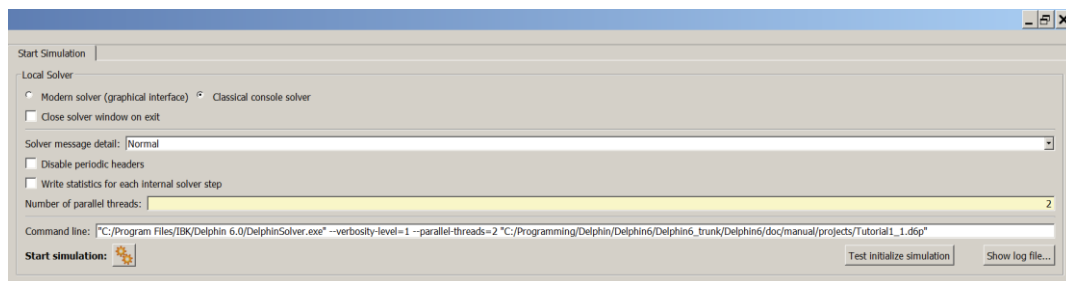 Start Simulation
Local Solver
Modern solver (graphical interface) Classical console solver
Close solver window on exit
Solver message detail: Normal
Disable periodic headers
Write statistics for each internal solver step
Number of parallel threads: 2
Command line: "C:/Program Files/IBK/Delphin 6.0/DelphinSolver.exe" --verbosity-level=1 --parallel-threads=2 "C:/Programming/Delphin/Delphin6/Delphin6_trunk/Delphin6/doc/manual/projects/Tutorial1_1.d6p"
Start simulation: Test initialize simulation Show log file...